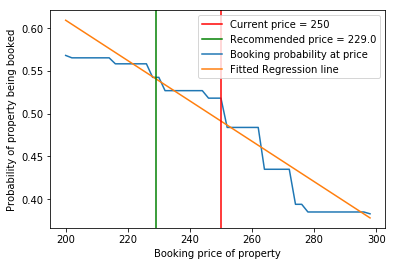 Current price = 250
Recommended price = 229.0
Booking probability at price
Fitted Regression line
Probability of property being booked
0.60
0.55
0.50
0.45
0.40
200 220 240 260 280 300
Booking price of property